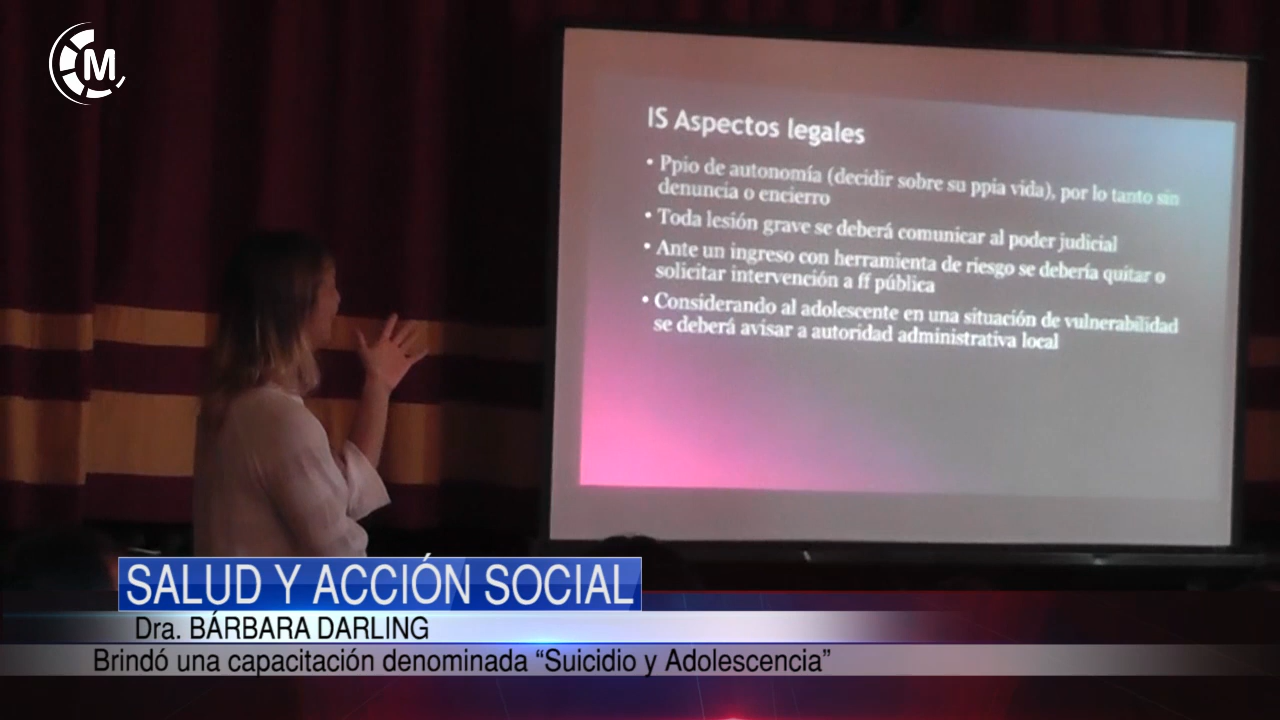 M
IS Aspectos legales
• Ppio de autonomía (decidir sobre su ppia vida), por lo tanto sin
denuncia o encierro
• Toda lesión grave se deberá comunicar al poder judicial
• Ante un ingreso con herramienta de riesgo se debería quitar o
solicitar intervención a ff pública
• Considerando al adolescente en una situación de vulnerabilidad
se deberá avisar a autoridad administrativa local
SALUD Y ACCIÓN SOCIAL
Dra. BÁRBARA DARLING
Brindó una capacitación denominada “Suicidio y Adolescencia”